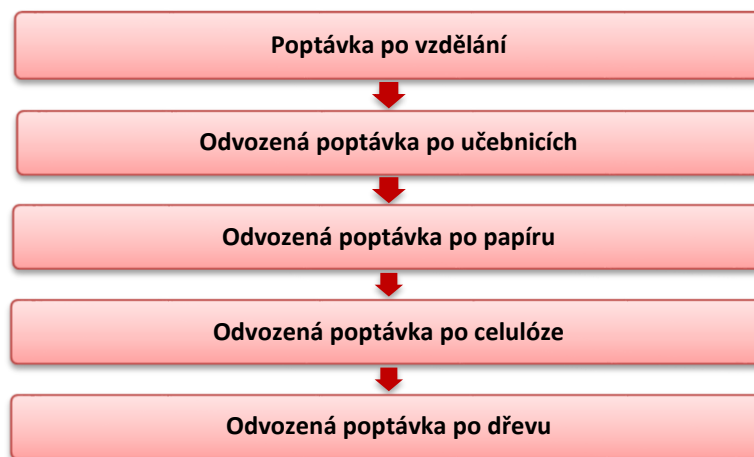 Poptávka po vzdělání
Odvozená poptávka po učebnicích
Odvozená poptávka po papíru
Odvozená poptávka po celulóze
Odvozená poptávka po dřevu